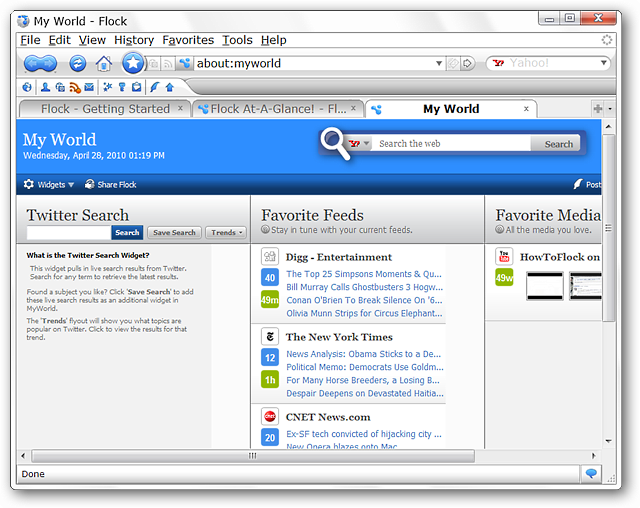 My World - Flock
File Edit View History Favorites Tools Help
about:myworld
Yahoo!
Flock - Getting Started x
Flock At-A-Glance! - Fl... x
My World x
My World
Wednesday, April 28, 2010 01:19 PM
Search the web
Search
Widgets
Share Flock
Post
Twitter Search
Search
Save Search
Trends
What is the Twitter Search Widget?
This widget pulls in live search results from Twitter.
Search for any term to retrieve the latest results.
Found a subject you like? Click 'Save Search' to add
these live search results as an additional widget in
MyWorld.
The 'Trends' flyout will show you what topics are
popular on Twitter. Click to view the results for that
trend.
Favorite Feeds
Stay in tune with your current feeds.
Digg - Entertainment
40
The Top 25 Simpsons Moments & Qu...
Bill Murray Calls Ghostbusters 3 Hogw...
49m
Conan O'Brien To Break Silence On '6...
Olivia Munn Strips for Circus Elephant...
The New York Times
12
News Analysis: Obama Sticks to a De...
Political Memo: Democrats Use Goldm...
1h
For Many Horse Breeders, a Losing B...
Despair Deepens on Devastated Haitia...
cnet
CNET News.com
20
Ex-SF tech convicted of hijacking city ...
New Opera blazes onto Mac
Favorite Media
All the media you love.
You Tube
HowToFlock on
49w
Done